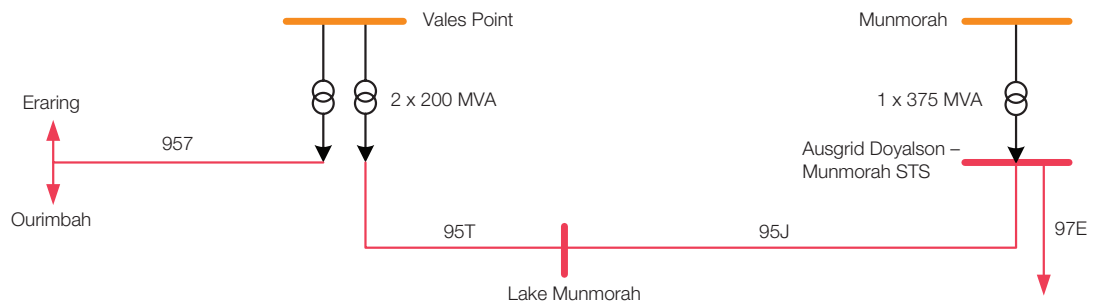 Vales Point
Munmorah
Eraring
2 x 200 MVA
1 x 375 MVA
957
Ausgrid Doyalson –
Munmorah STS
Ourimbah
95T
95J
97E
Lake Munmorah